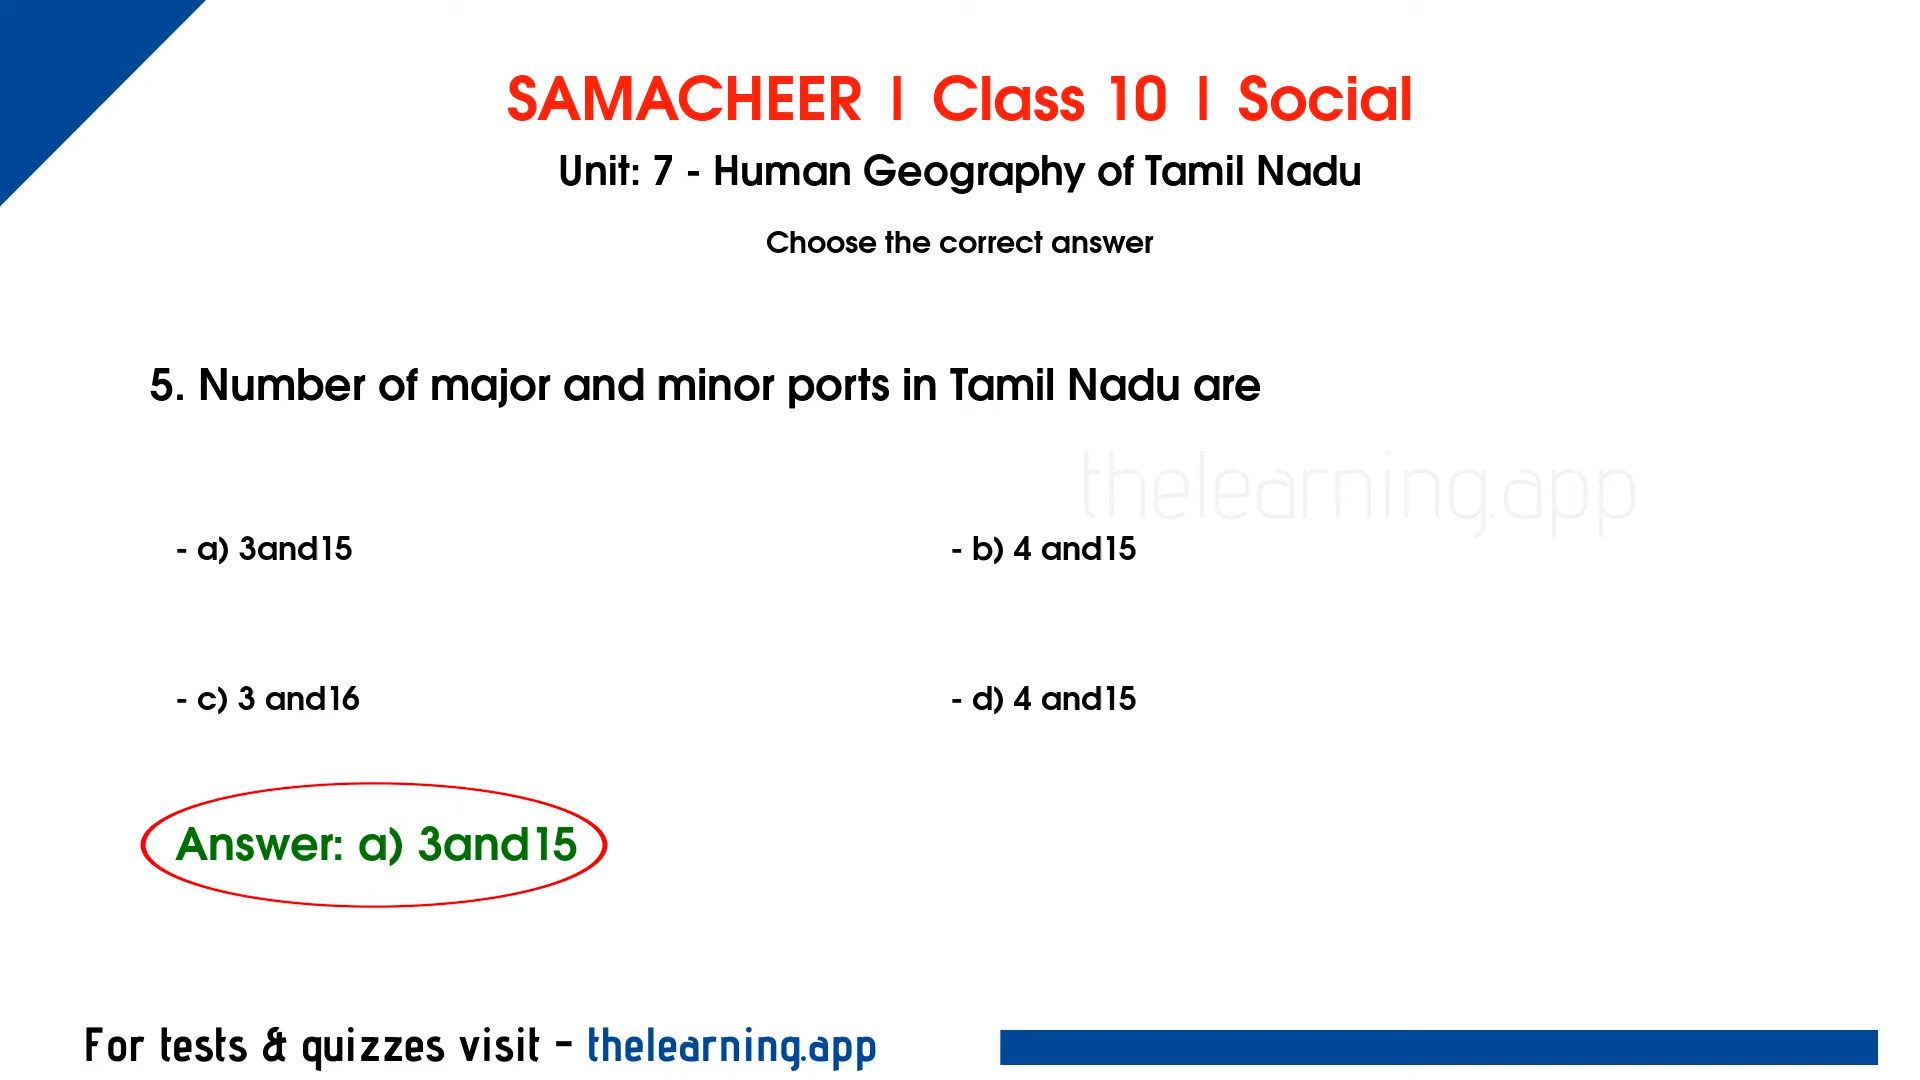 SAMACHEER | Class 10 | Social
Unit: 7 - Human Geography of Tamil Nadu
Choose the correct answer
5. Number of major and minor ports in Tamil Nadu are
thelearning.app
- a) 3and15
- b) 4 and15
- c) 3 and16
- d) 4 and15
Answer: a) 3and15
For tests & quizzes visit - thelearning.app